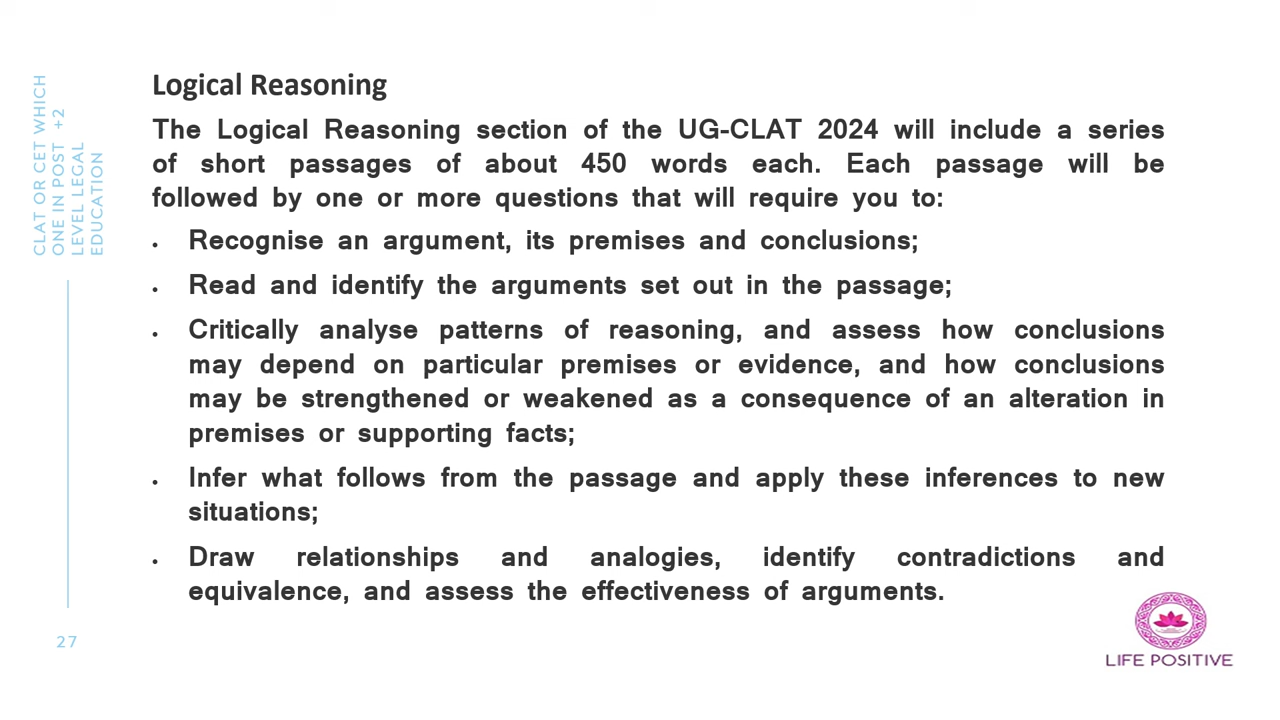 CLAT OR CET WHICH
ONE IN POST +2
LEVEL LEGAL
EDUCATION
Logical Reasoning
The Logical Reasoning section of the UG-CLAT 2024 will include a series
of short passages of about 450 words each. Each passage will be
followed by one or more questions that will require you to:
• Recognise an argument, its premises and conclusions;
• Read and identify the arguments set out in the passage;
• Critically analyse patterns of reasoning, and assess how conclusions
may depend on particular premises or evidence, and how conclusions
may be strengthened or weakened as a consequence of an alteration in
premises or supporting facts;
• Infer what follows from the passage and apply these inferences to new
situations;
• Draw relationships and analogies, identify contradictions and
equivalence, and assess the effectiveness of arguments.
27
LIFE POSITIVE